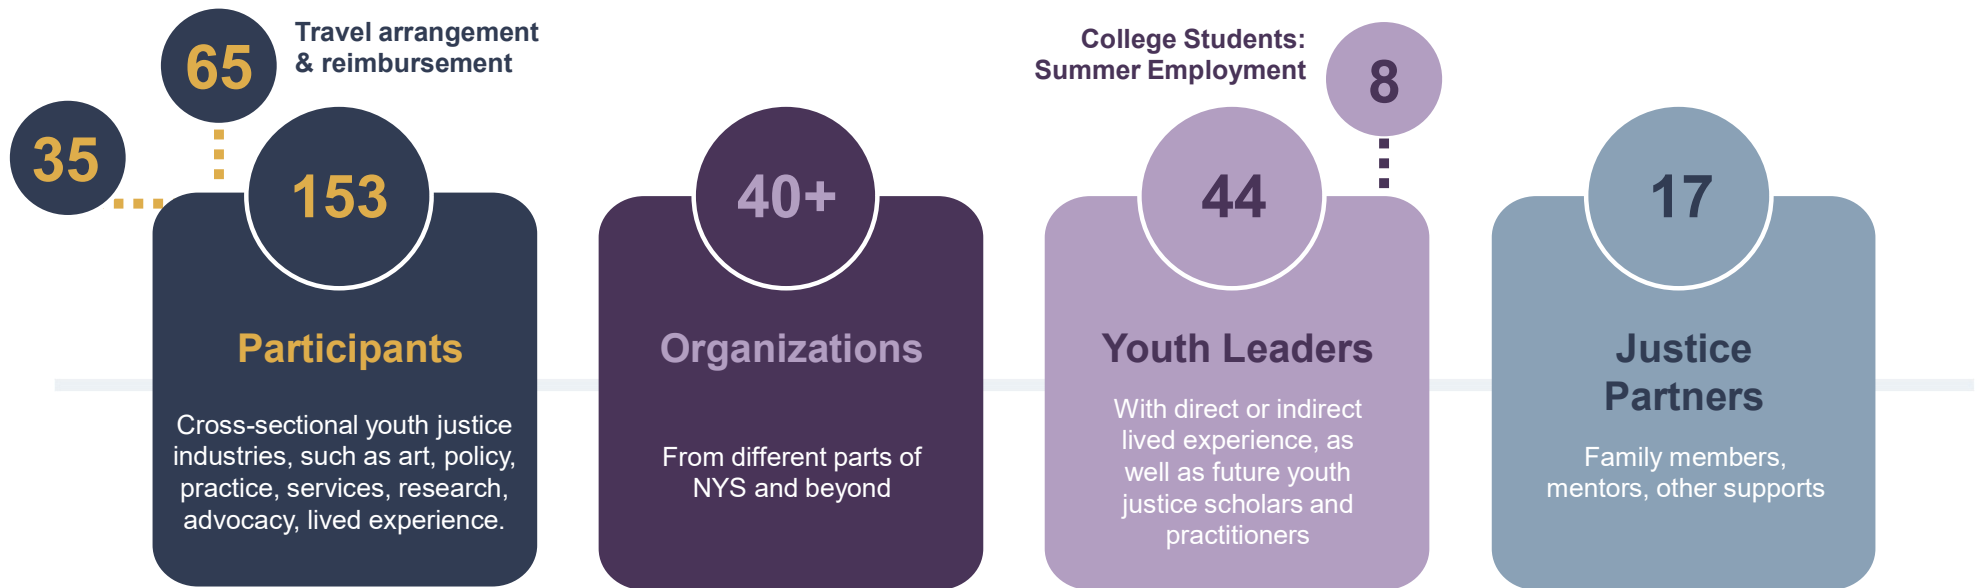 65
Travel arrangement
& reimbursement
35
153
Participants
Cross-sectional youth justice
industries, such as art, policy,
practice, services, research,
advocacy, lived experience.
40+
Organizations
From different parts of
NYS and beyond
College Students:
Summer Employment
8
44
Youth Leaders
With direct or indirect
lived experience, as
well as future youth
justice scholars and
practitioners
17
Justice
Partners
Family members,
mentors, other supports